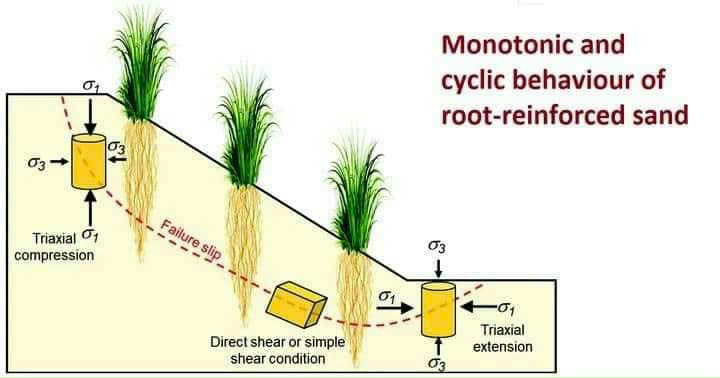 Monotonic and
cyclic behaviour of
root-reinforced sand
σ1
σ3
σ3
σ1
Triaxial
compression
Failure slip
Direct shear or simple
shear condition
σ3
σ1
σ1
Triaxial
extension
σ3